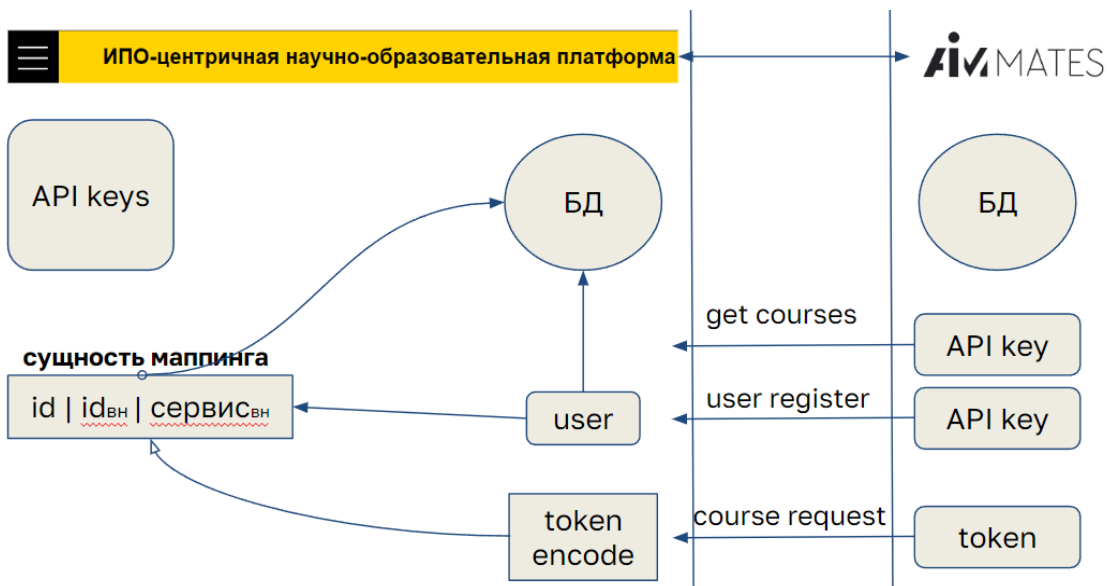 ИПО-центричная научно-образовательная платформа
AIM MATES
API keys
БД
БД
get courses
API key
сущность маппинга
id | idвн | сервисвн
user
user register
API key
token
encode
course request
token